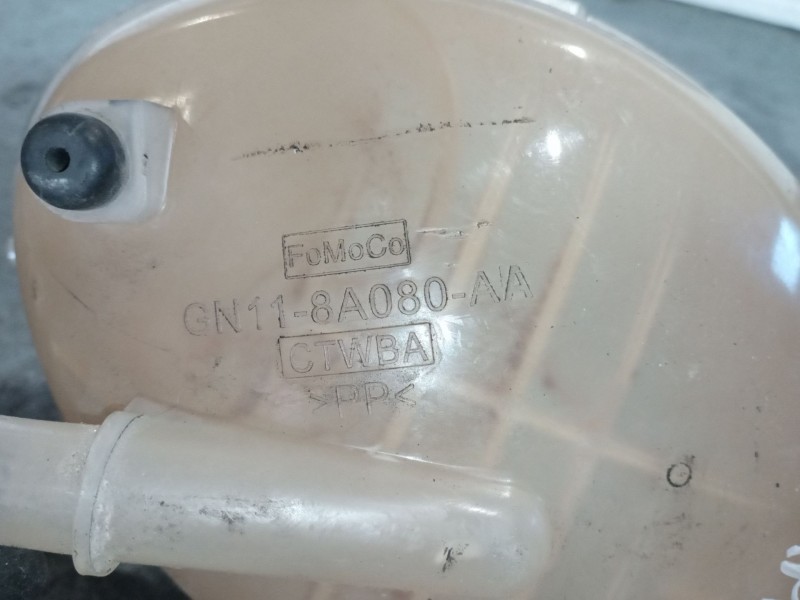 FoMoCo
GN11-8A080-AA
CTWBA
>PP<